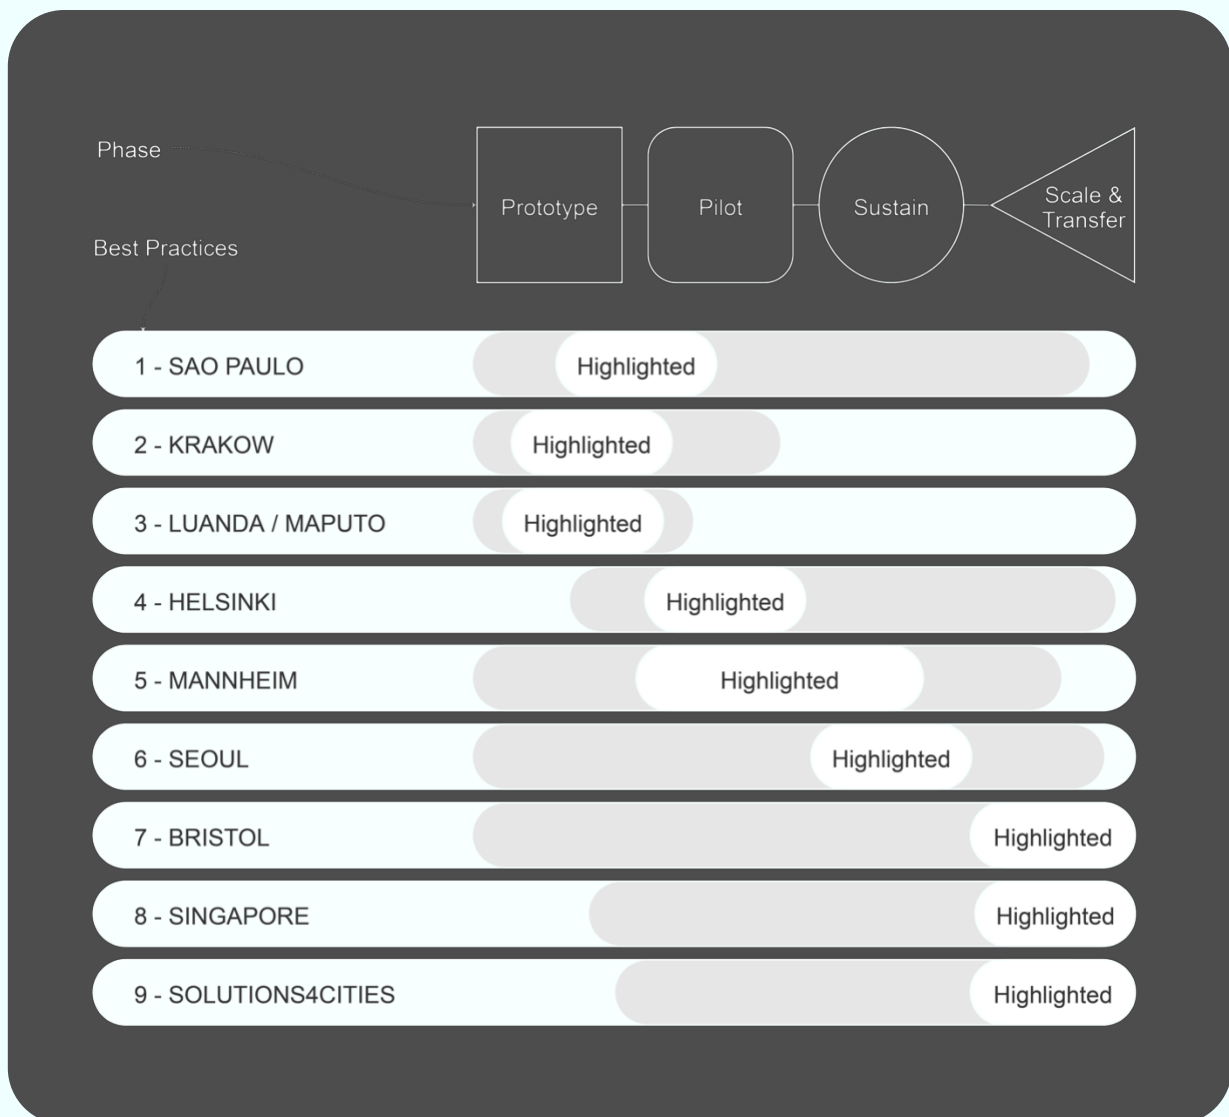 Phase
Prototype
Pilot
Sustain
Scale &
Transfer
Best Practices
1 - SAO PAULO
Highlighted
2 - KRAKOW
Highlighted
3 - LUANDA / MAPUTO
Highlighted
4 - HELSINKI
Highlighted
5 - MANNHEIM
Highlighted
6 - SEOUL
Highlighted
7 - BRISTOL
Highlighted
8 - SINGAPORE
Highlighted
9 - SOLUTIONS4CITIES
Highlighted